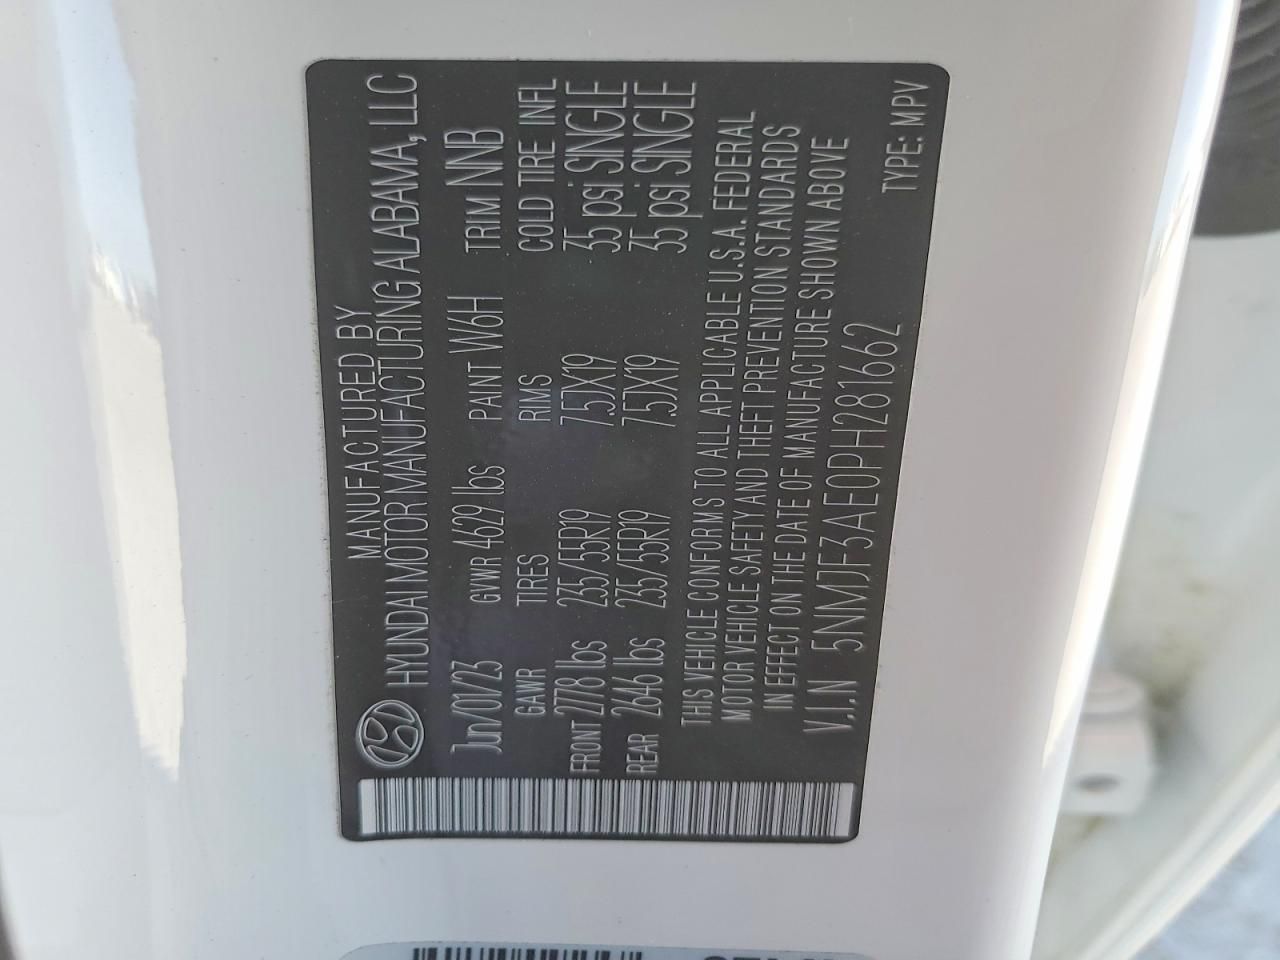 MANUFACTURED BY
HYUNDAI MOTOR MANUFACTURING ALABAMA, LLC
Jun/01/23 GVWR 4629 lbs PAINT W6H TRIM NNB
GAWR TIRES RIMS COLD TIRE INFL
FRONT 2778 lbs 235/55R19 7.5JX19 35 psi SINGLE
REAR 2646 lbs 235/55R19 7.5JX19 35 psi SINGLE
THIS VEHICLE CONFORMS TO ALL APPLICABLE U.S.A. FEDERAL
MOTOR VEHICLE SAFETY AND THEFT PREVENTION STANDARDS
IN EFFECT ON THE DATE OF MANUFACTURE SHOWN ABOVE
V.I.N 5NMJF3AE0PH281662 TYPE: MPV